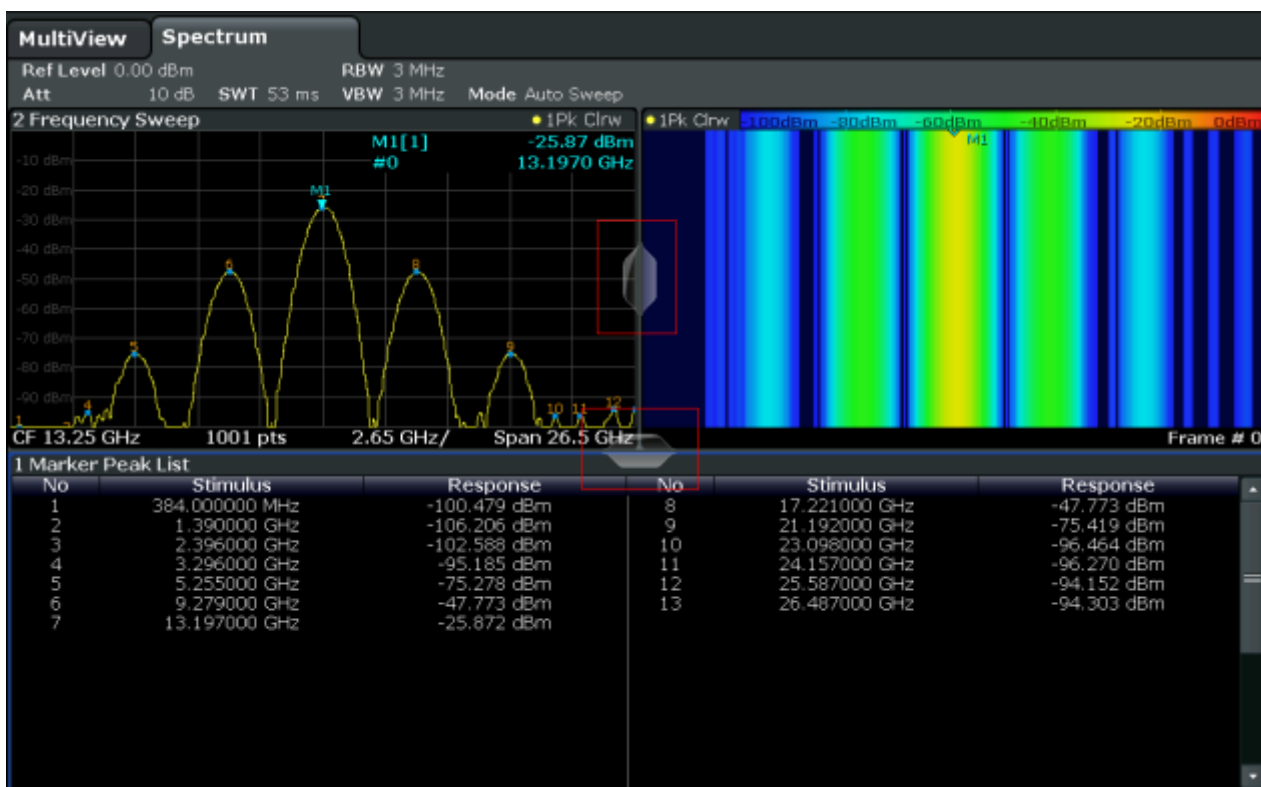 MultiView Spectrum
Ref Level 0.00 dBm RBW 3 MHz
Att 10 dB SWT 53 ms VBW 3 MHz Mode Auto Sweep
2 Frequency Sweep 1Pk Clrw
M1[1] -25.87 dBm
#0 13.1970 GHz
-10 dBm
-20 dBm
M1
-30 dBm
-40 dBm
6 8
-50 dBm
-60 dBm
-70 dBm
5 9
-80 dBm
-90 dBm
1 4 10 11 12
CF 13.25 GHz 1001 pts 2.65 GHz/ Span 26.5 GHz
1Pk Clrw -100dBm -80dBm -60dBm -40dBm -20dBm 0dBm
M1
Frame # 0
1 Marker Peak List
No Stimulus Response No Stimulus Response
1 384.000000 MHz -100.479 dBm 8 17.221000 GHz -47.773 dBm
2 1.390000 GHz -106.206 dBm 9 21.192000 GHz -75.419 dBm
3 2.396000 GHz -102.588 dBm 10 23.098000 GHz -96.464 dBm
4 3.296000 GHz -95.185 dBm 11 24.157000 GHz -96.270 dBm
5 5.255000 GHz -75.278 dBm 12 25.587000 GHz -94.152 dBm
6 9.279000 GHz -47.773 dBm 13 26.487000 GHz -94.303 dBm
7 13.197000 GHz -25.872 dBm